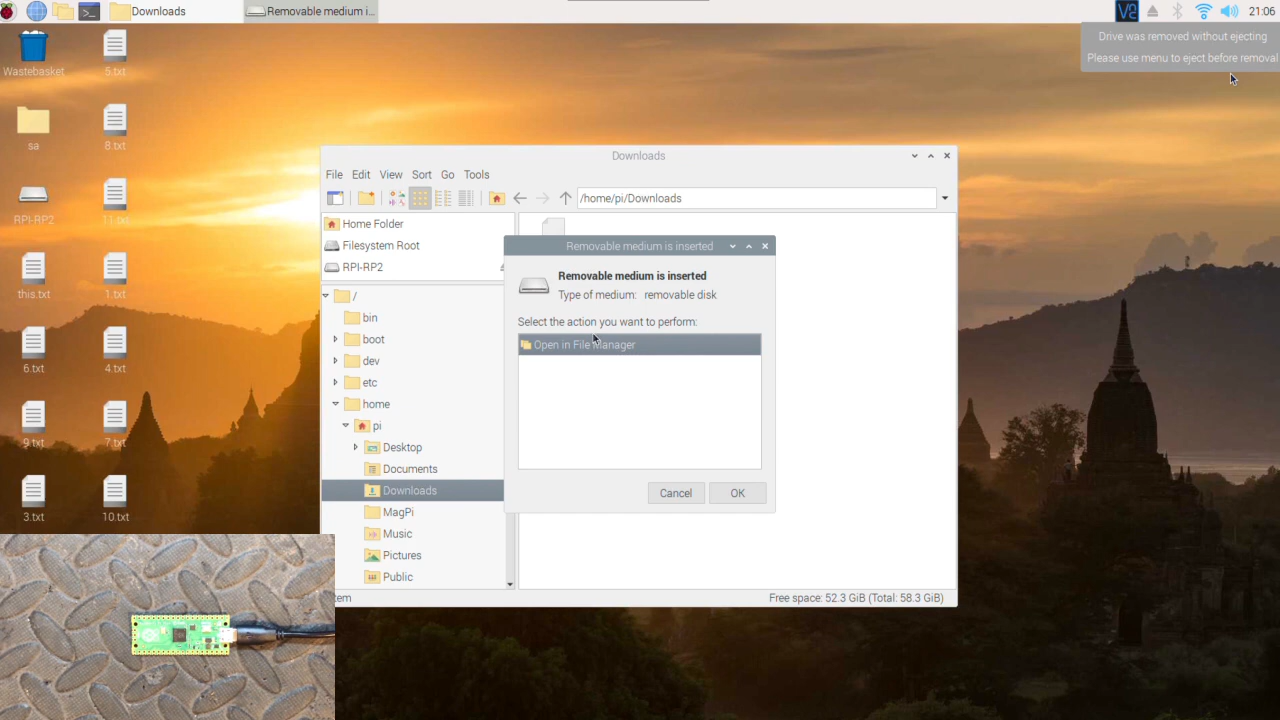 Downloads
Removable medium i...
21:06
Drive was removed without ejecting
Please use menu to eject before removal
Wastebasket
5.txt
sa
8.txt
RPI-RP2
11.txt
this.txt
1.txt
6.txt
4.txt
9.txt
7.txt
3.txt
10.txt
Downloads
File Edit View Sort Go Tools
/home/pi/Downloads
Home Folder
Filesystem Root
RPI-RP2
/
bin
boot
dev
etc
home
pi
Desktop
Documents
Downloads
MagPi
Music
Pictures
Public
Removable medium is inserted
Removable medium is inserted
Type of medium: removable disk
Select the action you want to perform:
Open in File Manager
Cancel
OK
Free space: 52.3 GiB (Total: 58.3 GiB)